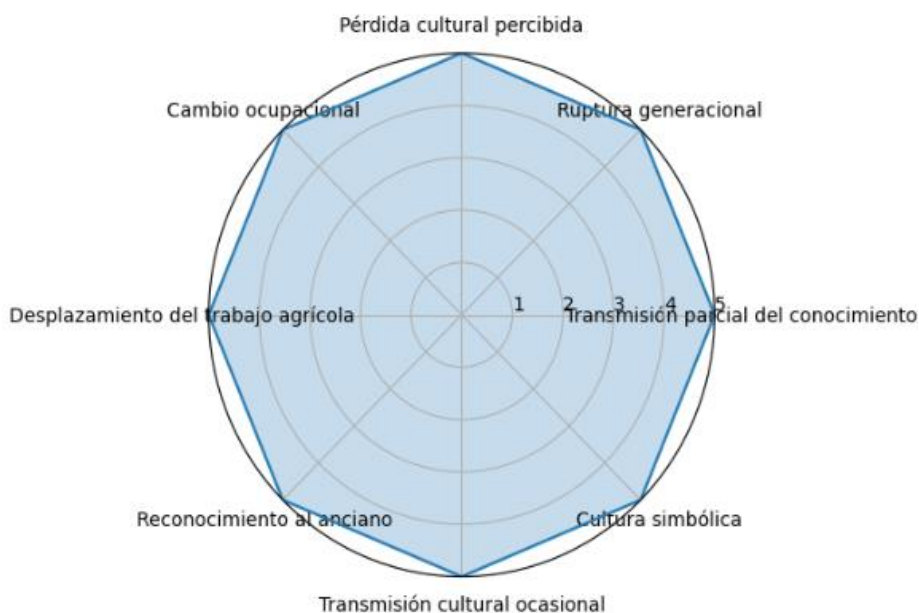 Pérdida cultural percibida
Cambio ocupacional
Ruptura generacional
Desplazamiento del trabajo agrícola
1 2 3 4 5
Transmisión parcial del conocimiento
Reconocimiento al anciano
Cultura simbólica
Transmisión cultural ocasional